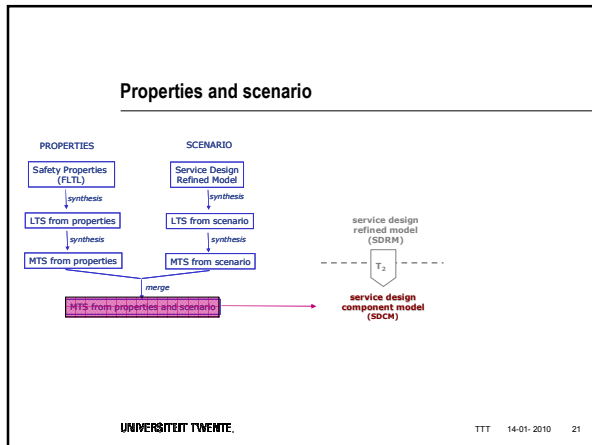 Properties and scenario
PROPERTIES
SCENARIO
Safety Properties
(FLTL)
Service Design
Refined Model
synthesis
synthesis
LTS from properties
LTS from scenario
synthesis
synthesis
MTS from properties
MTS from scenario
merge
MTS from properties and scenario
service design
refined model
(SDRM)
T2
service design
component model
(SDCM)
UNIVERSITEIT TWENTE.
TTT 14-01- 2010 21